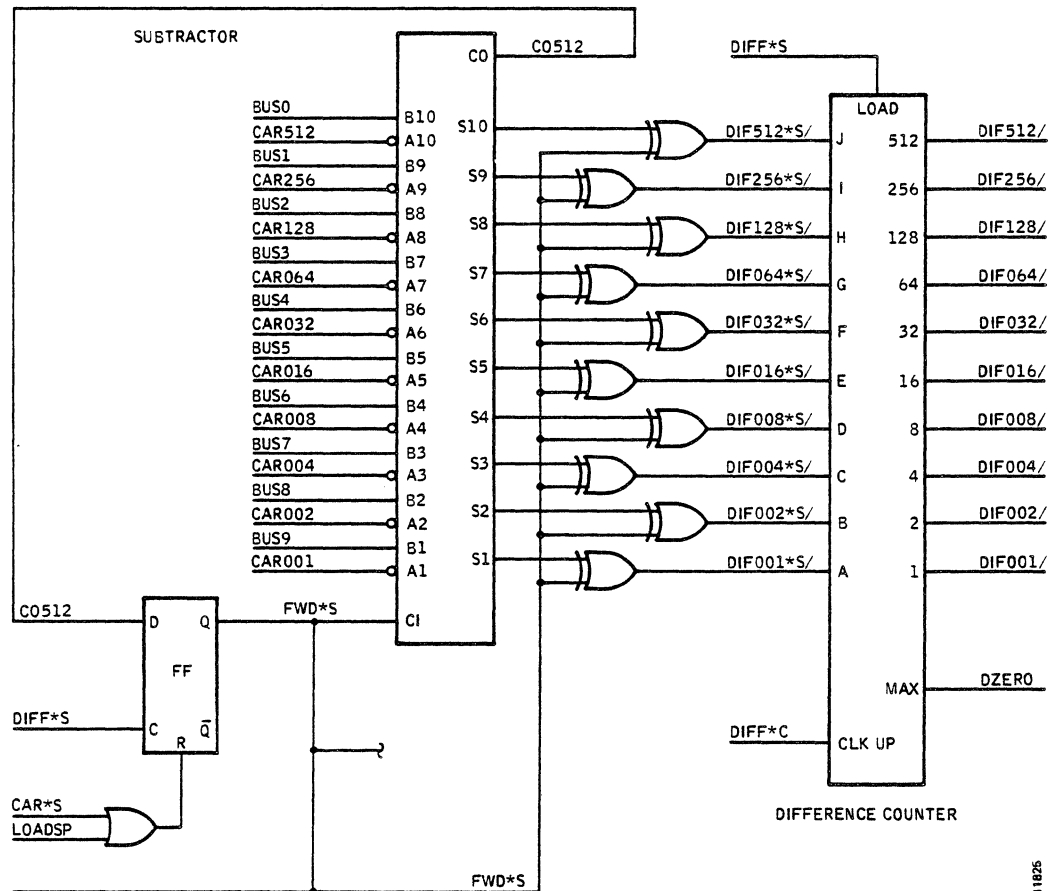 SUBTRACTOR
CO
CO512
DIFF*S
LOAD
BUS0
B10
S10
DIF512*S/
J
512
DIF512/
CAR512
A10
BUS1
B9
S9
DIF256*S/
I
256
DIF256/
CAR256
A9
BUS2
B8
S8
DIF128*S/
H
128
DIF128/
CAR128
A8
BUS3
B7
S7
DIF064*S/
G
64
DIF064/
CAR064
A7
BUS4
B6
S6
DIF032*S/
F
32
DIF032/
CAR032
A6
BUS5
B5
S5
DIF016*S/
E
16
DIF016/
CAR016
A5
BUS6
B4
S4
DIF008*S/
D
8
DIF008/
CAR008
A4
BUS7
B3
S3
DIF004*S/
C
4
DIF004/
CAR004
A3
BUS8
B2
S2
DIF002*S/
B
2
DIF002/
CAR002
A2
BUS9
B1
S1
DIF001*S/
A
1
DIF001/
CAR001
A1
CO512
D
Q
FWD*S
CI
FF
MAX
DZERO
DIFF*S
C
Q̅
R
DIFF*C
CLK UP
CAR*S
LOADSP
DIFFERENCE COUNTER
FWD*S